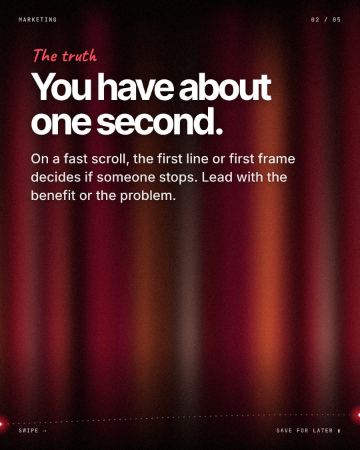 MARKETING
02 / 05
The truth
You have about
one second.
On a fast scroll, the first line or first frame
decides if someone stops. Lead with the
benefit or the problem.
SWIPE →
SAVE FOR LATER